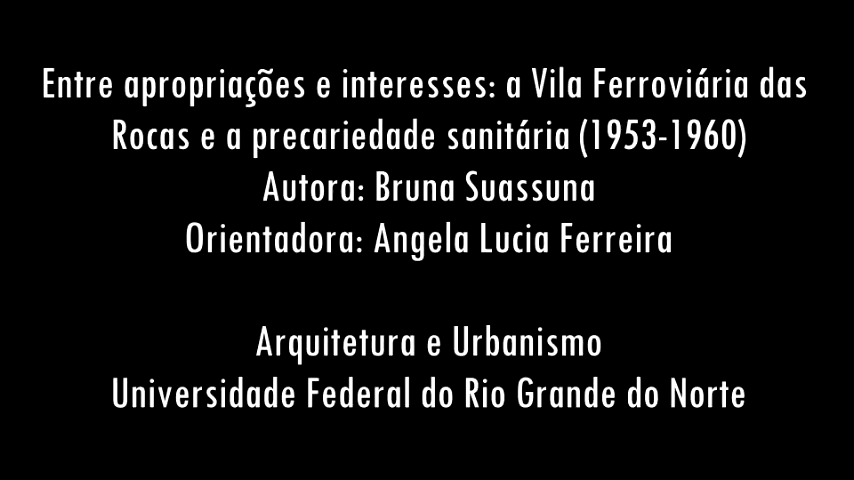 Entre apropriações e interesses: a Vila Ferroviária das
Rocas e a precariedade sanitária (1953-1960)
Autora: Bruna Suassuna
Orientadora: Angela Lucia Ferreira
Arquitetura e Urbanismo
Universidade Federal do Rio Grande do Norte